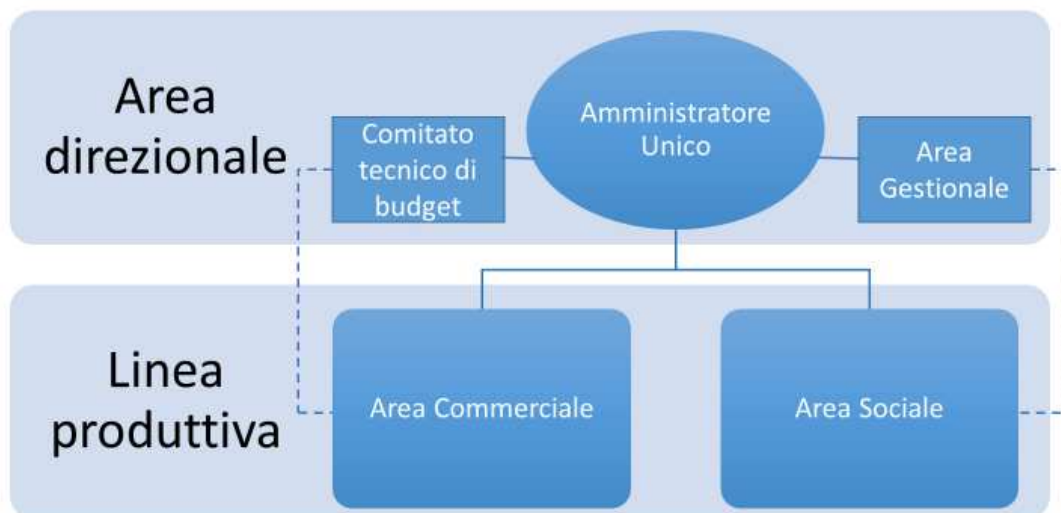 Area
direzionale
Comitato
tecnico di
budget
Amministratore
Unico
Area
Gestionale
Linea
produttiva
Area Commerciale
Area Sociale